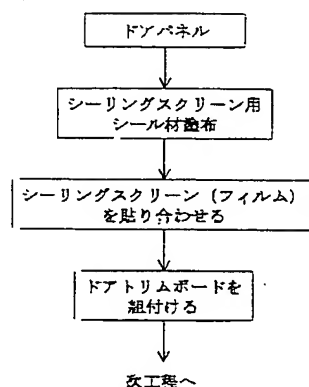 ドアパネル
シーリングスクリーン用
シール材塗布
シーリングスクリーン（フィルム）
を貼り合わせる
ドアトリムボードを
組付ける
次工程へ